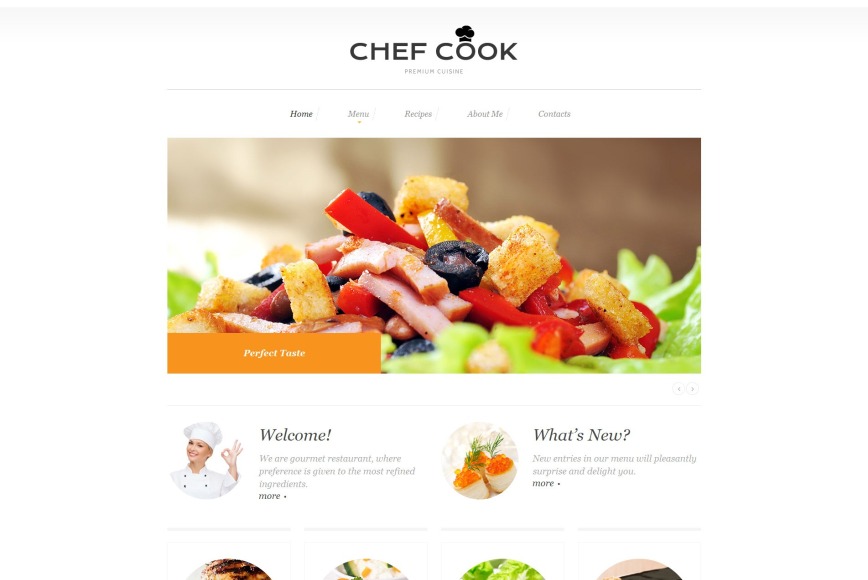 CHEF COOK
PREMIUM CUISINE
Home Menu Recipes About Me Contacts
Perfect Taste
Welcome!
We are gourmet restaurant, where
preference is given to the most refined
ingredients.
more
What's New?
New entries in our menu will pleasantly
surprise and delight you.
more